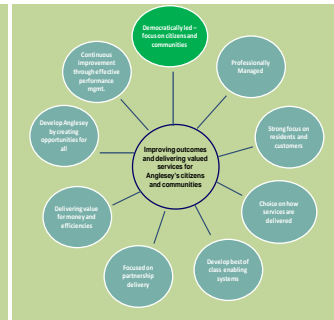 Democratically led –
focus on citizens and
communities
Professionally
Managed
Strong focus on
residents and
customers
Choice on how
services are
delivered
Develop best of
class enabling
systems
Focused on
partnership
delivery
Delivering value
for money and
efficiencies
Develop Anglesey
by creating
opportunities for
all
Continuous
improvement
through effective
performance
mgmt.
Improving outcomes
and delivering valued
services for
Anglesey's citizens
and communities